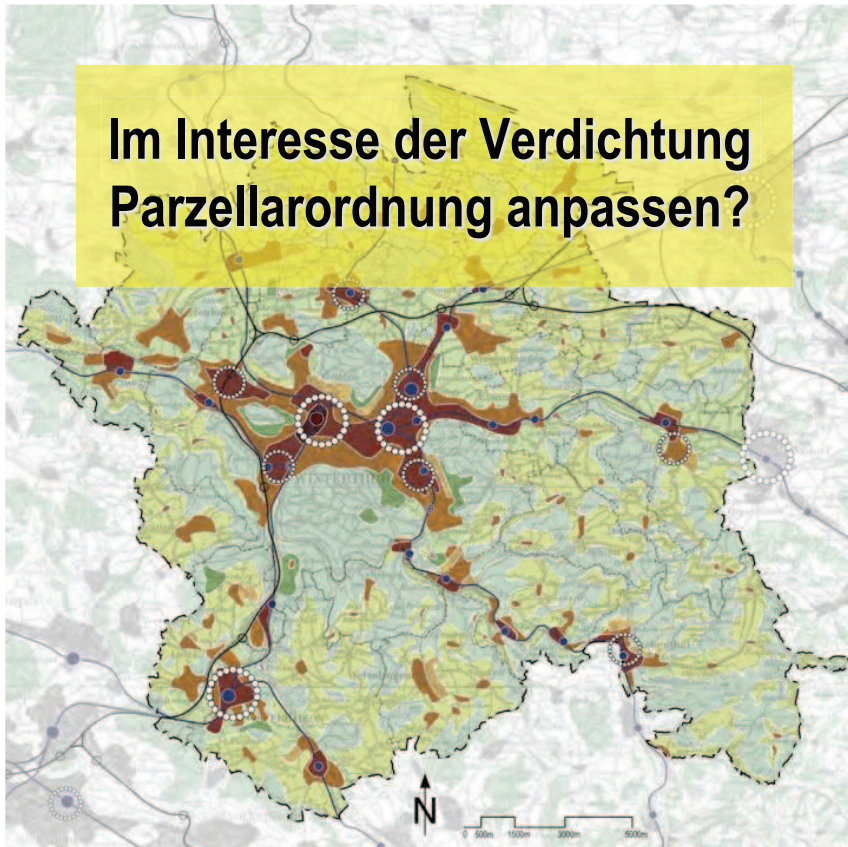 Im Interesse der Verdichtung
Parzellarordnung anpassen?
N
0 500m 1500m 3000m 5000m